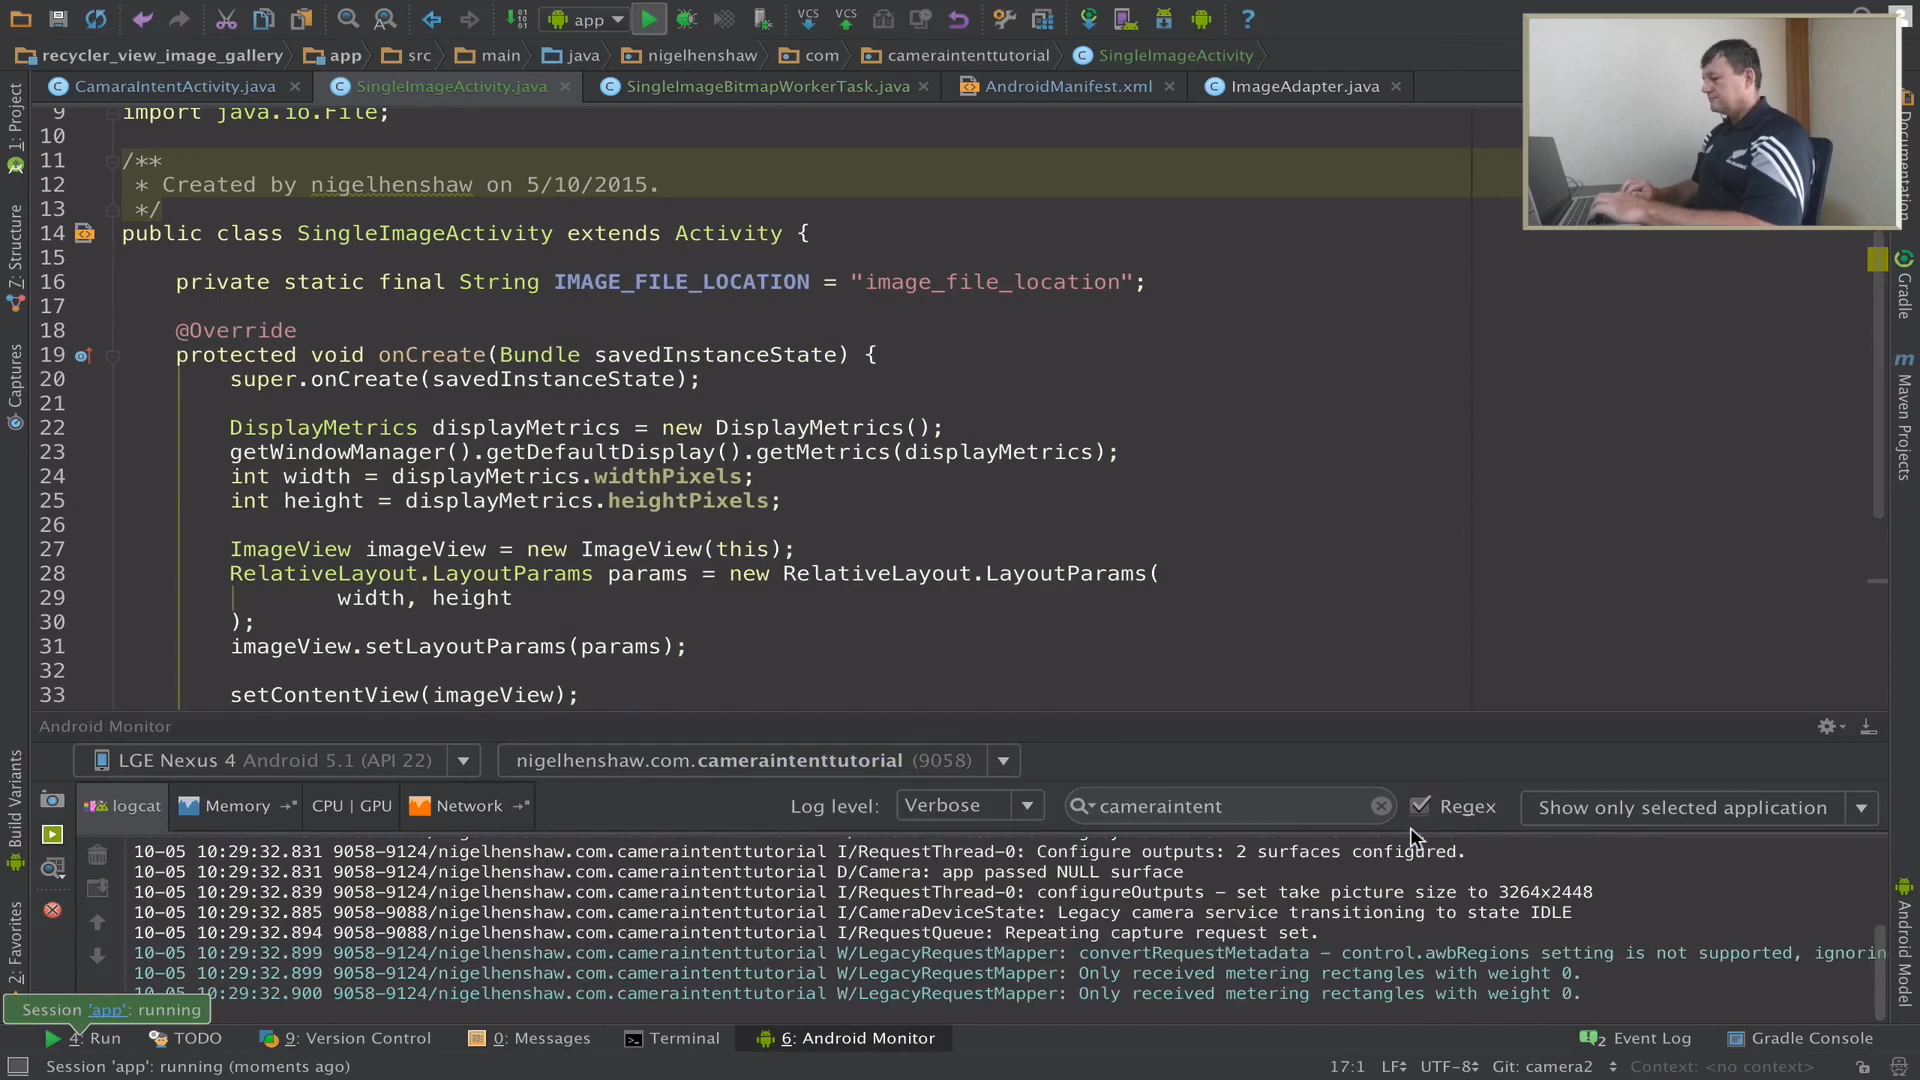 app
VCS
VCS
?
recycler_view_image_gallery
app
src
main
java
nigelhenshaw
com
cameraintenttutorial
SingleImageActivity
CamaraIntentActivity.java
SingleImageActivity.java
SingleImageBitmapWorkerTask.java
AndroidManifest.xml
ImageAdapter.java
9 import java.io.File;
10
11 /**
12 * Created by nigelhenshaw on 5/10/2015.
13 */
14 public class SingleImageActivity extends Activity {
15
16 private static final String IMAGE_FILE_LOCATION = "image_file_location";
17
18 @Override
19 protected void onCreate(Bundle savedInstanceState) {
20 super.onCreate(savedInstanceState);
21
22 DisplayMetrics displayMetrics = new DisplayMetrics();
23 getWindowManager().getDefaultDisplay().getMetrics(displayMetrics);
24 int width = displayMetrics.widthPixels;
25 int height = displayMetrics.heightPixels;
26
27 ImageView imageView = new ImageView(this);
28 RelativeLayout.LayoutParams params = new RelativeLayout.LayoutParams(
29 width, height
30 );
31 imageView.setLayoutParams(params);
32
33 setContentView(imageView);
1: Project
7: Structure
Captures
Build Variants
2: Favorites
Documentation
Gradle
Maven Projects
Android Model
Android Monitor
LGE Nexus 4 Android 5.1 (API 22)
nigelhenshaw.com.cameraintenttutorial (9058)
logcat
Memory
CPU | GPU
Network
Log level: Verbose
cameraintent
Regex
Show only selected application
10-05 10:29:32.831 9058-9124/nigelhenshaw.com.cameraintenttutorial I/RequestThread-0: Configure outputs: 2 surfaces configured.
10-05 10:29:32.831 9058-9124/nigelhenshaw.com.cameraintenttutorial D/Camera: app passed NULL surface
10-05 10:29:32.839 9058-9124/nigelhenshaw.com.cameraintenttutorial I/RequestThread-0: configureOutputs – set take picture size to 3264x2448
10-05 10:29:32.885 9058-9088/nigelhenshaw.com.cameraintenttutorial I/CameraDeviceState: Legacy camera service transitioning to state IDLE
10-05 10:29:32.894 9058-9088/nigelhenshaw.com.cameraintenttutorial I/RequestQueue: Repeating capture request set.
10-05 10:29:32.899 9058-9124/nigelhenshaw.com.cameraintenttutorial W/LegacyRequestMapper: convertRequestMetadata – control.awbRegions setting is not supported, ignorin
10-05 10:29:32.899 9058-9124/nigelhenshaw.com.cameraintenttutorial W/LegacyRequestMapper: Only received metering rectangles with weight 0.
10-05 10:29:32.900 9058-9124/nigelhenshaw.com.cameraintenttutorial W/LegacyRequestMapper: Only received metering rectangles with weight 0.
Session 'app': running
4: Run
TODO
9: Version Control
0: Messages
Terminal
6: Android Monitor
2 Event Log
Gradle Console
Session 'app': running (moments ago)
17:1
LF
UTF-8
Git: camera2
Context: <no context>